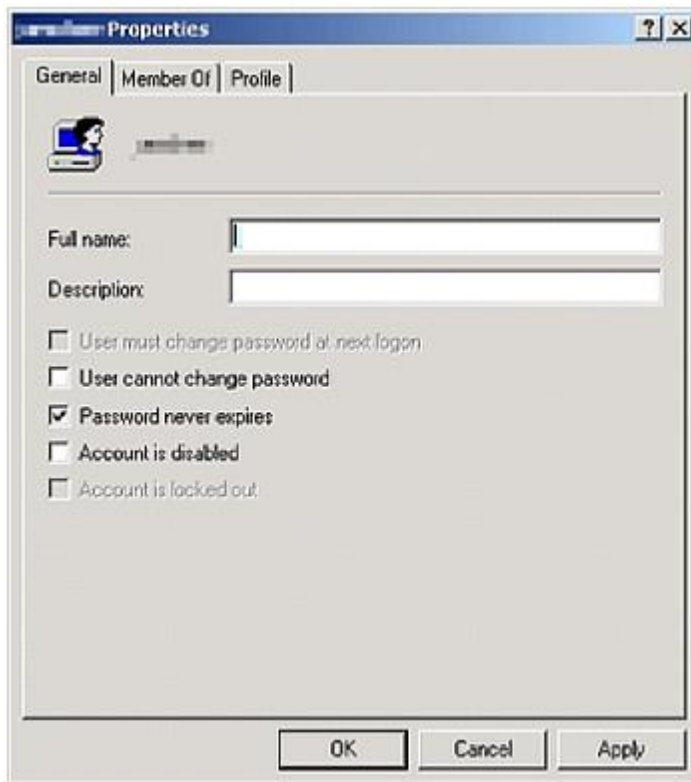 Properties
General Member Of Profile
Full name:
Description:
User must change password at next logon
User cannot change password
Password never expires
Account is disabled
Account is locked out
OK Cancel Apply